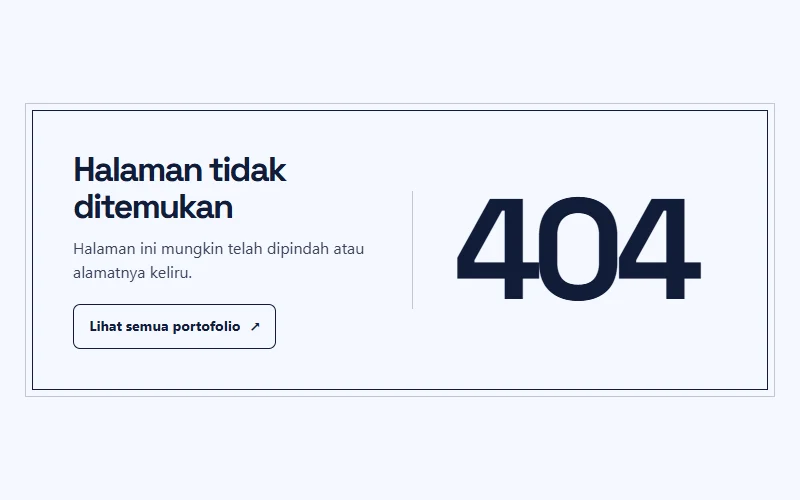 Halaman tidak
ditemukan
Halaman ini mungkin telah dipindah atau
alamatnya keliru.
Lihat semua portofolio ↗
404